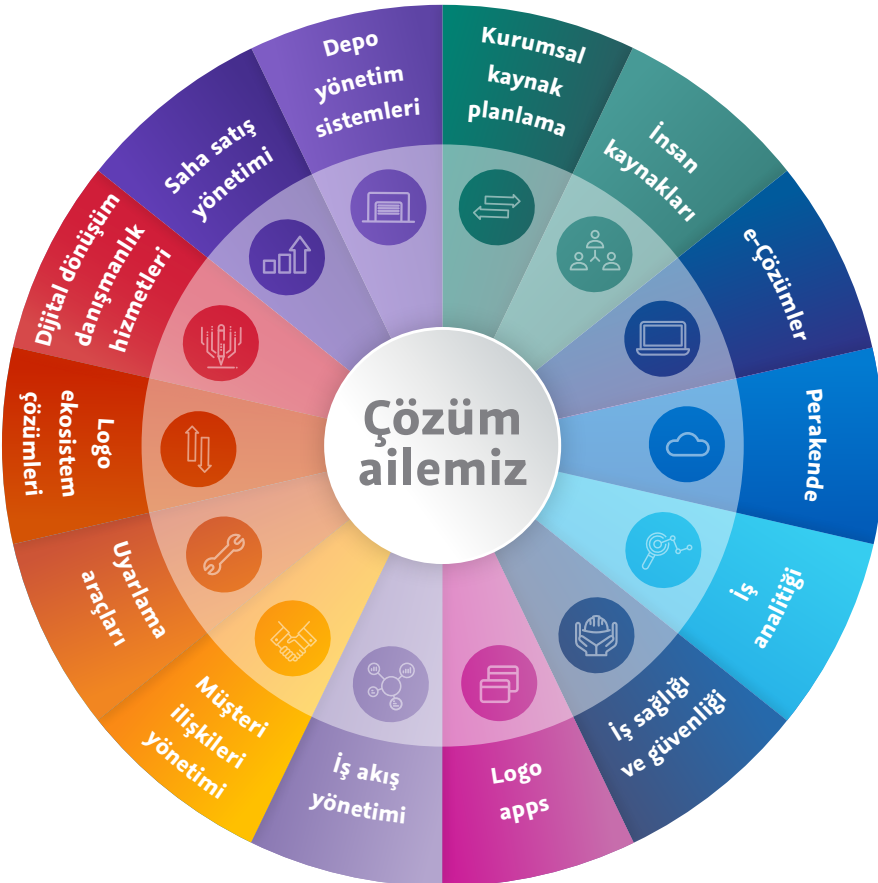 Çözüm
ailemiz
Kurumsal
kaynak
planlama
İnsan
kaynakları
e-Çözümler
Perakende
İş
analitiği
İş sağlığı
ve güvenliği
Logo
apps
İş akış
yönetimi
Müşteri
ilişkileri
yönetimi
Uyarlama
araçları
Logo
ekosistem
çözümleri
Dijital dönüşüm
danışmanlık
hizmetleri
Saha satış
yönetimi
Depo
yönetim
sistemleri